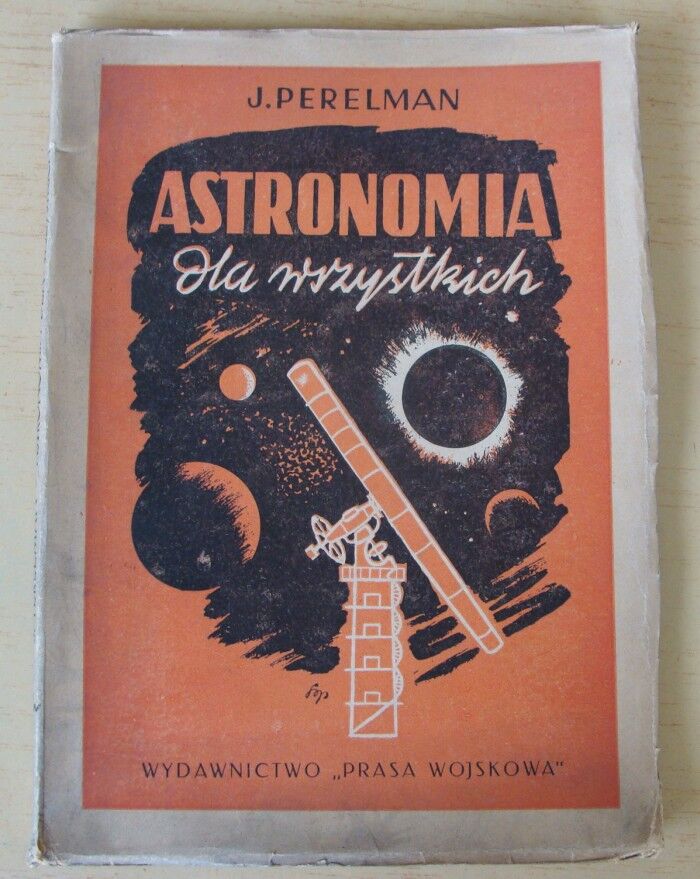 J. PERELMAN
ASTRONOMIA
dla wszystkich
WYDAWNICTWO „PRASA WOJSKOWA"